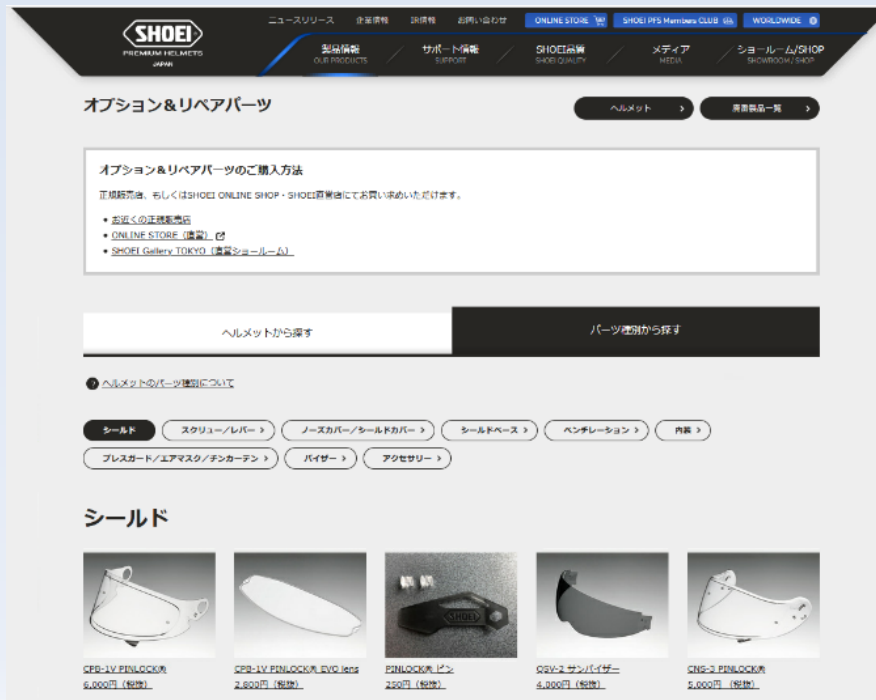 SHOEI
PREMIUM HELMETS
JAPAN
ニュースリリース 企業情報 IR情報 お問い合わせ ONLINE STORE SHOEI PFS Members CLUB WORLDWIDE
製品情報 サポート情報 SHOEI品質 メディア ショールーム/SHOP
OUR PRODUCTS SUPPORT SHOEI QUALITY MEDIA SHOWROOM / SHOP
オプション&リペアパーツ
ヘルメット
廃番製品一覧
オプション&リペアパーツのご購入方法
正規販売店、もしくはSHOEI ONLINE SHOP・SHOEI直営店にてお買い求めいただけます。
• お近くの正規販売店
• ONLINE STORE（直営）
• SHOEI Gallery TOKYO（直営ショールーム）
ヘルメットから探す
パーツ種別から探す
ヘルメットのパーツ種別について
シールド スクリュー/レバー ノーズカバー/シールドカバー シールドベース ベンチレーション 内装
ブレスガード/エアマスク/チンカーテン バイザー アクセサリー
シールド
SHOEI
CPB-1V PINLOCK® CPB-1V PINLOCK® EVO lens PINLOCK® ピン QSV-2 サンバイザー CNS-3 PINLOCK®
6,000円（税抜） 2,800円（税抜） 250円（税抜） 4,000円（税抜） 5,000円（税抜）